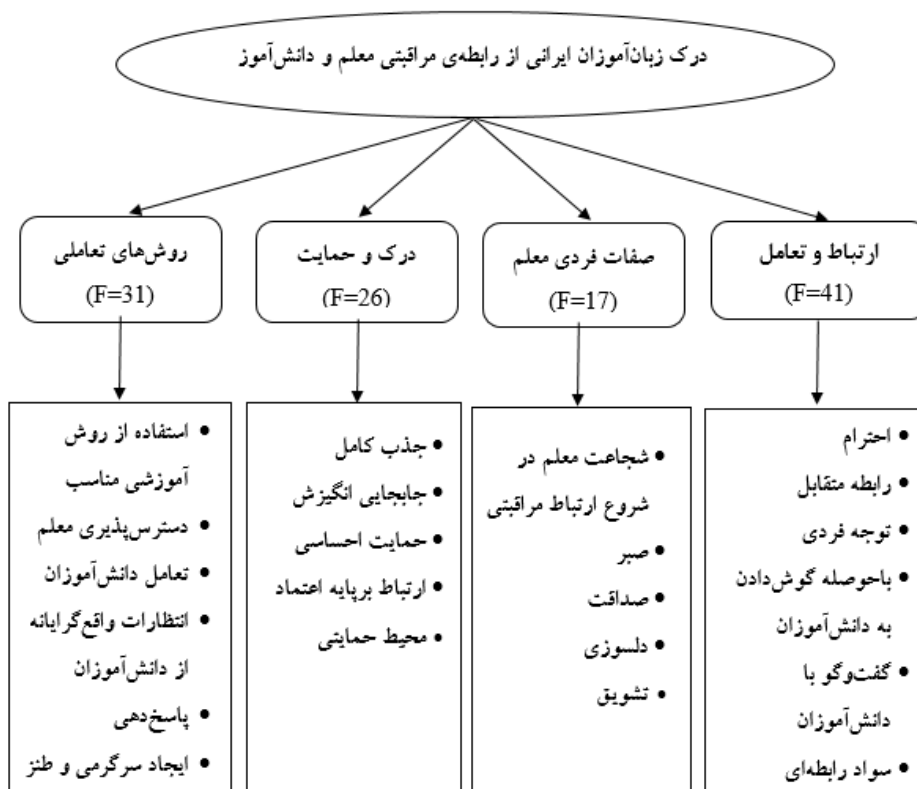 درک زبان‌آموزان ایرانی از رابطه‌ی مراقبتی معلم و دانش‌آموز
ارتباط و تعامل
(F=41)
صفات فردی معلم
(F=17)
درک و حمایت
(F=26)
روش‌های تعاملی
(F=31)
• احترام
• رابطه متقابل
• توجه فردی
• باحوصله گوش‌دادن
به دانش‌آموزان
• گفت‌وگو با
دانش‌آموزان
• سواد رابطه‌ای
• شجاعت معلم در
شروع ارتباط مراقبتی
• صبر
• صداقت
• دلسوزی
• تشویق
• جذب کامل
• جابجایی انگیزش
• حمایت احساسی
• ارتباط برپایه اعتماد
• محیط حمایتی
• استفاده از روش
آموزشی مناسب
• دسترس‌پذیری معلم
• تعامل دانش‌آموزان
• انتظارات واقع‌گرایانه
از دانش‌آموزان
• پاسخ‌دهی
• ایجاد سرگرمی و طنز